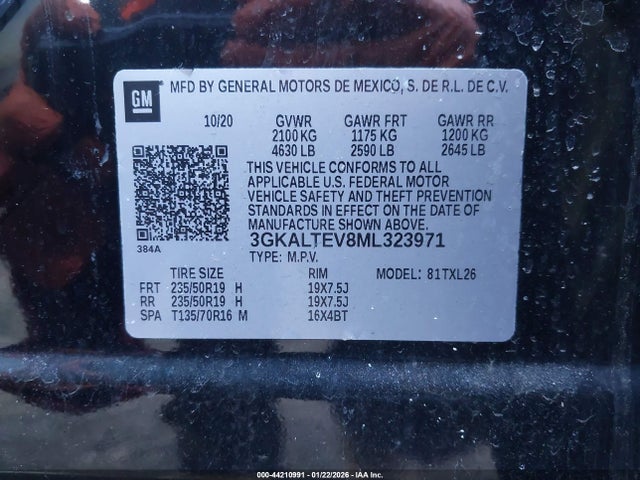 GM
MFD BY GENERAL MOTORS DE MEXICO, S. DE R.L. DE C.V.
10/20 GVWR GAWR FRT GAWR RR
2100 KG 1175 KG 1200 KG
4630 LB 2590 LB 2645 LB
THIS VEHICLE CONFORMS TO ALL
APPLICABLE U.S. FEDERAL MOTOR
VEHICLE SAFETY AND THEFT PREVENTION
STANDARDS IN EFFECT ON THE DATE OF
MANUFACTURE SHOWN ABOVE.
384A
3GKALTEV8ML323971
TYPE: M.P.V. MODEL: 81TXL26
TIRE SIZE RIM
FRT 235/50R19 H 19X7.5J
RR 235/50R19 H 19X7.5J
SPA T135/70R16 M 16X4BT
000-44210991 - 01/22/2026 - IAA Inc.